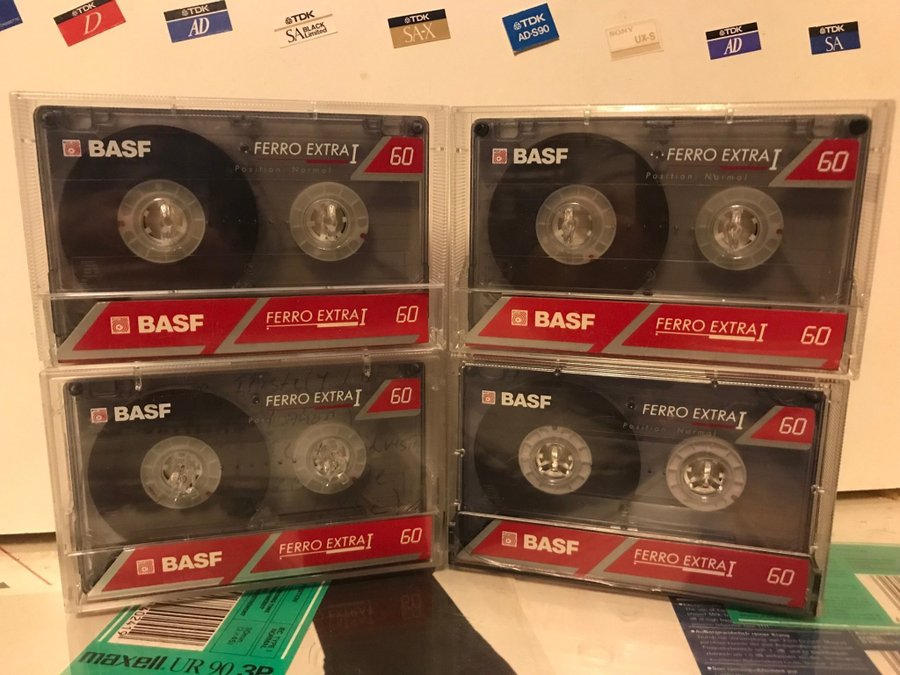 TDK
D
TDK
AD
TDK
SA BLACK Limited
TDK
SA-X
TDK
AD-S90
SONY
UX-S
TDK
AD
TDK
SA
BASF
FERRO EXTRA I
60
Position Normal
BASF
FERRO EXTRA I
60
BASF
FERRO EXTRA I
60
Position Normal
BASF
FERRO EXTRA I
60
BASF
FERRO EXTRA I
60
BASF
FERRO EXTRA I
60
BASF
FERRO EXTRA I
60
Position Normal
BASF
FERRO EXTRA I
60
maxell UR 90 3P